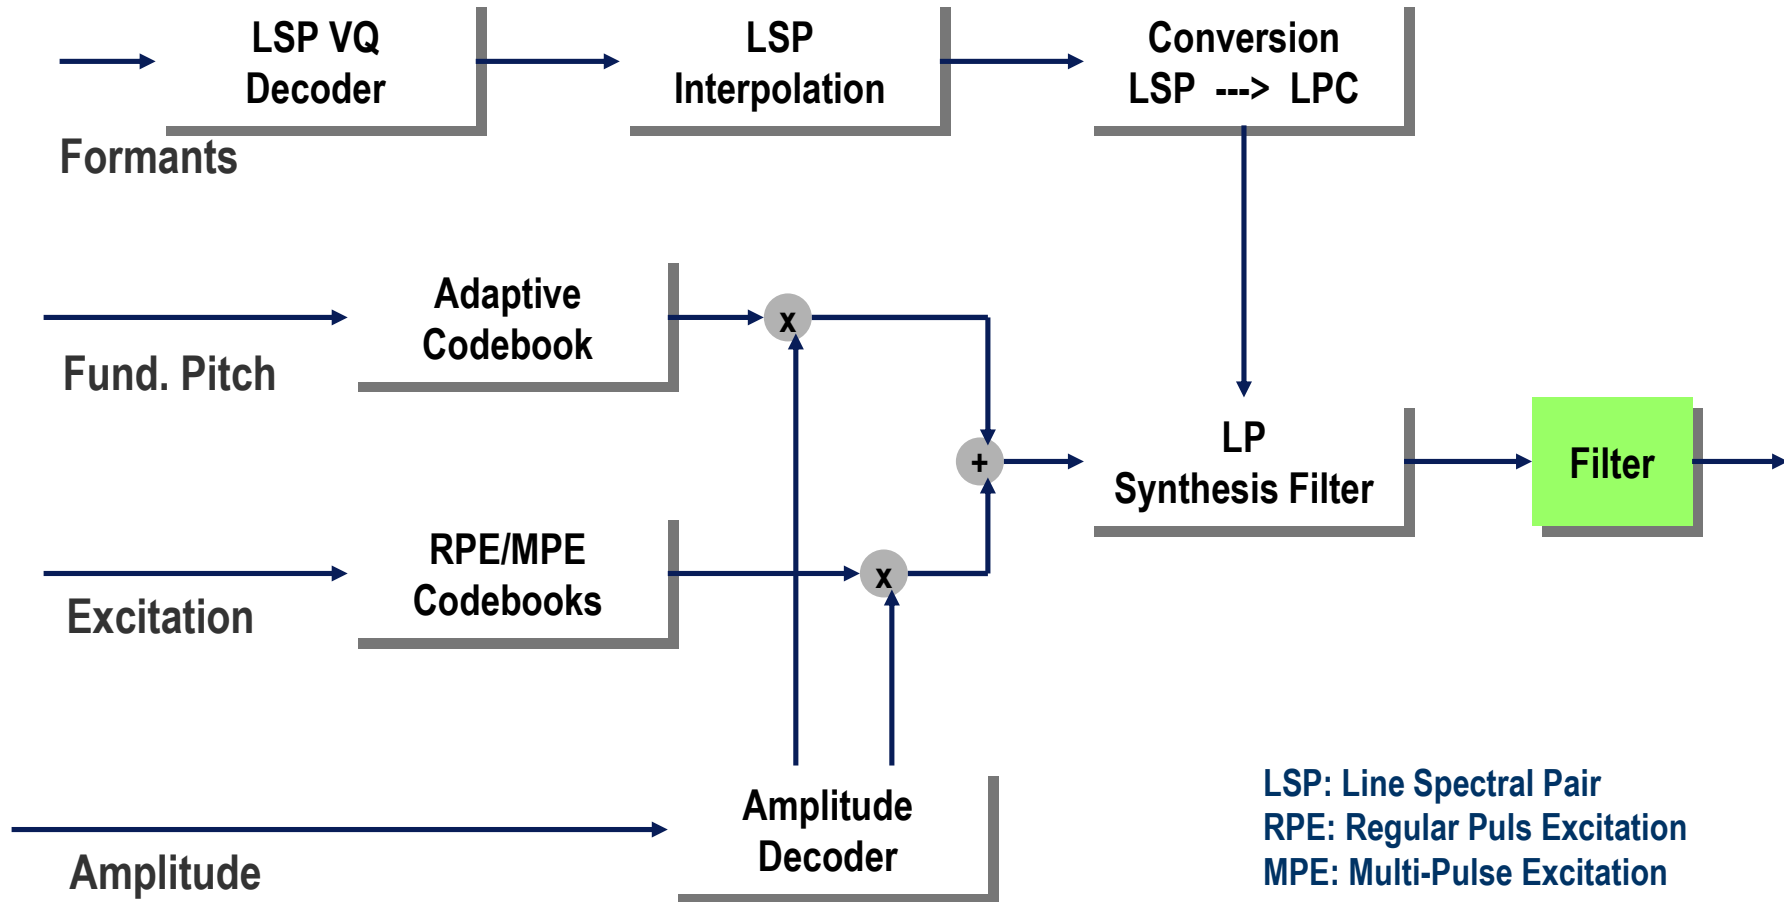 LSP VQ
Decoder
LSP
Interpolation
Conversion
LSP ---> LPC
Formants
Adaptive
Codebook
x
Fund. Pitch
+
LP
Synthesis Filter
Filter
RPE/MPE
Codebooks
x
Excitation
Amplitude
Decoder
Amplitude
LSP: Line Spectral Pair
RPE: Regular Puls Excitation
MPE: Multi-Pulse Excitation